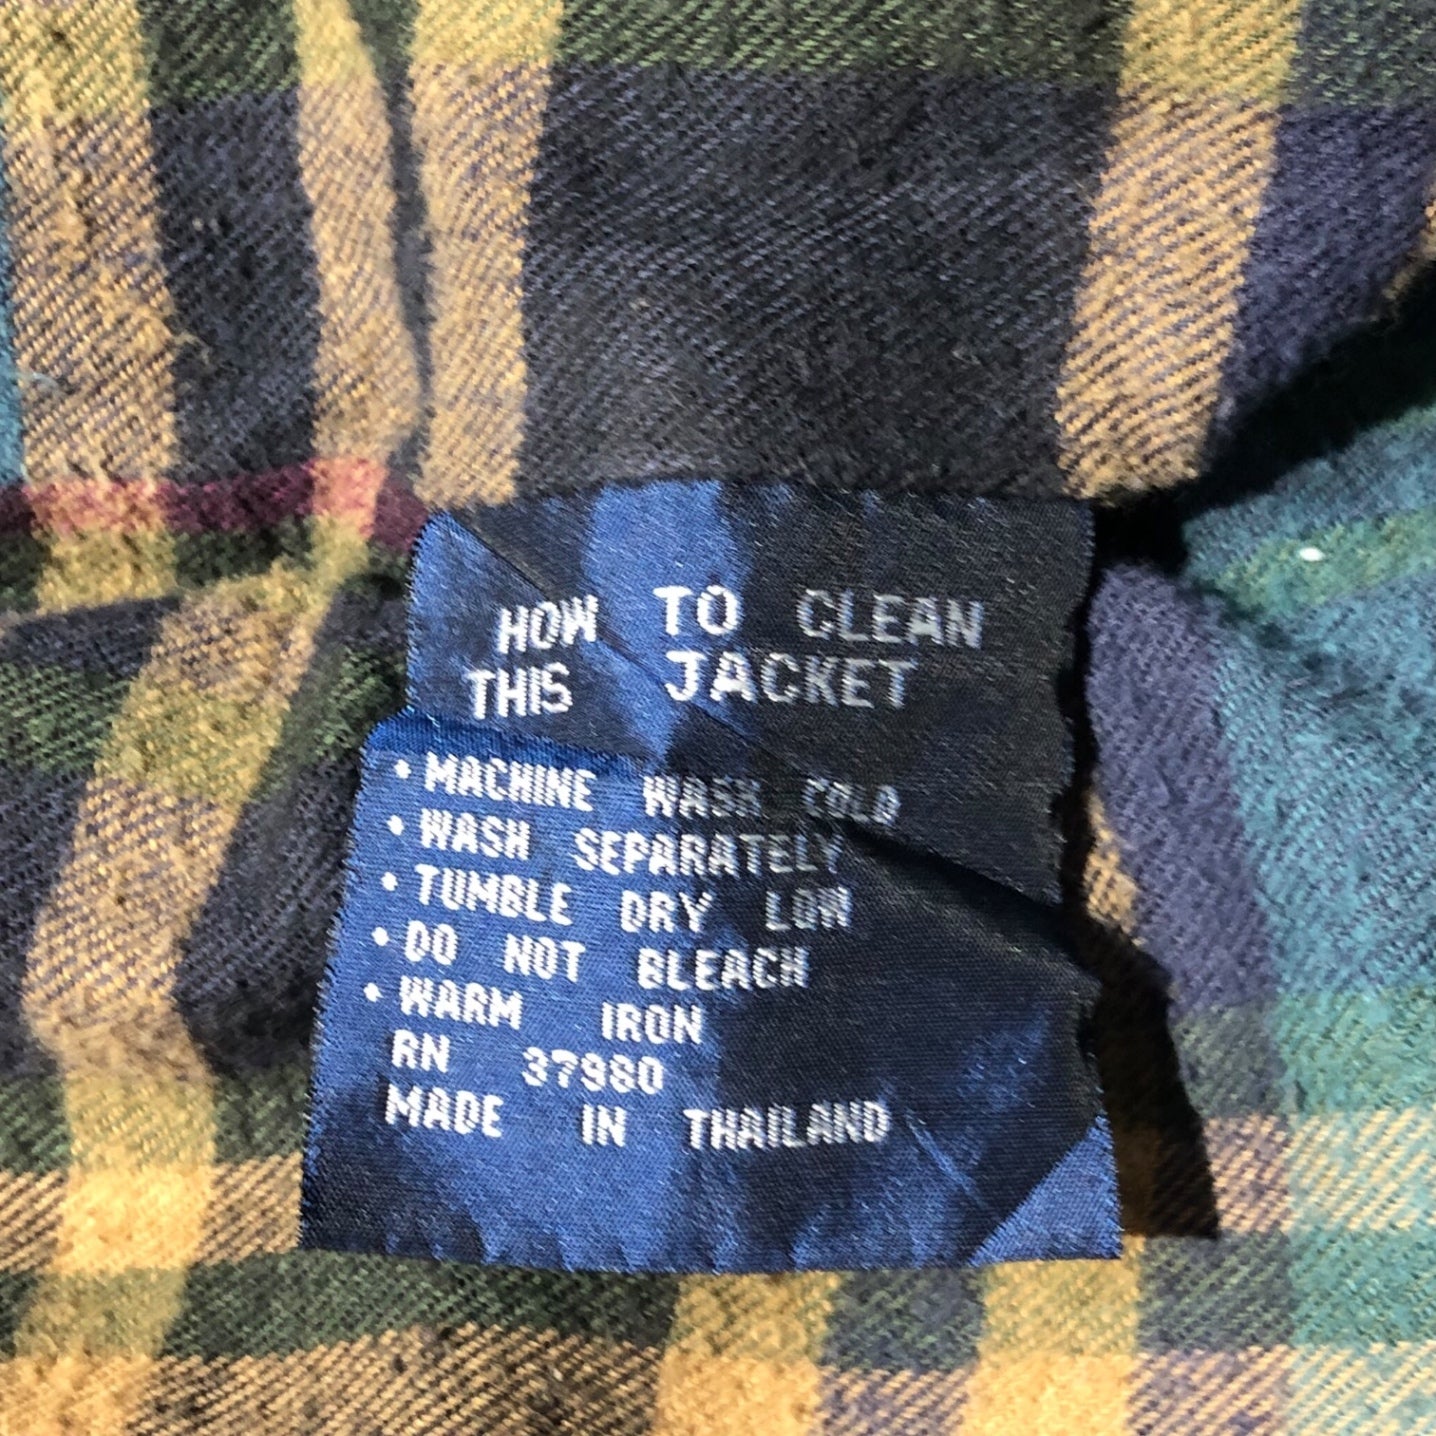 HOW TO CLEAN
THIS JACKET
• MACHINE WASH COLD
• WASH SEPARATELY
• TUMBLE DRY LOW
• DO NOT BLEACH
• WARM IRON
RN 37980
MADE IN THAILAND